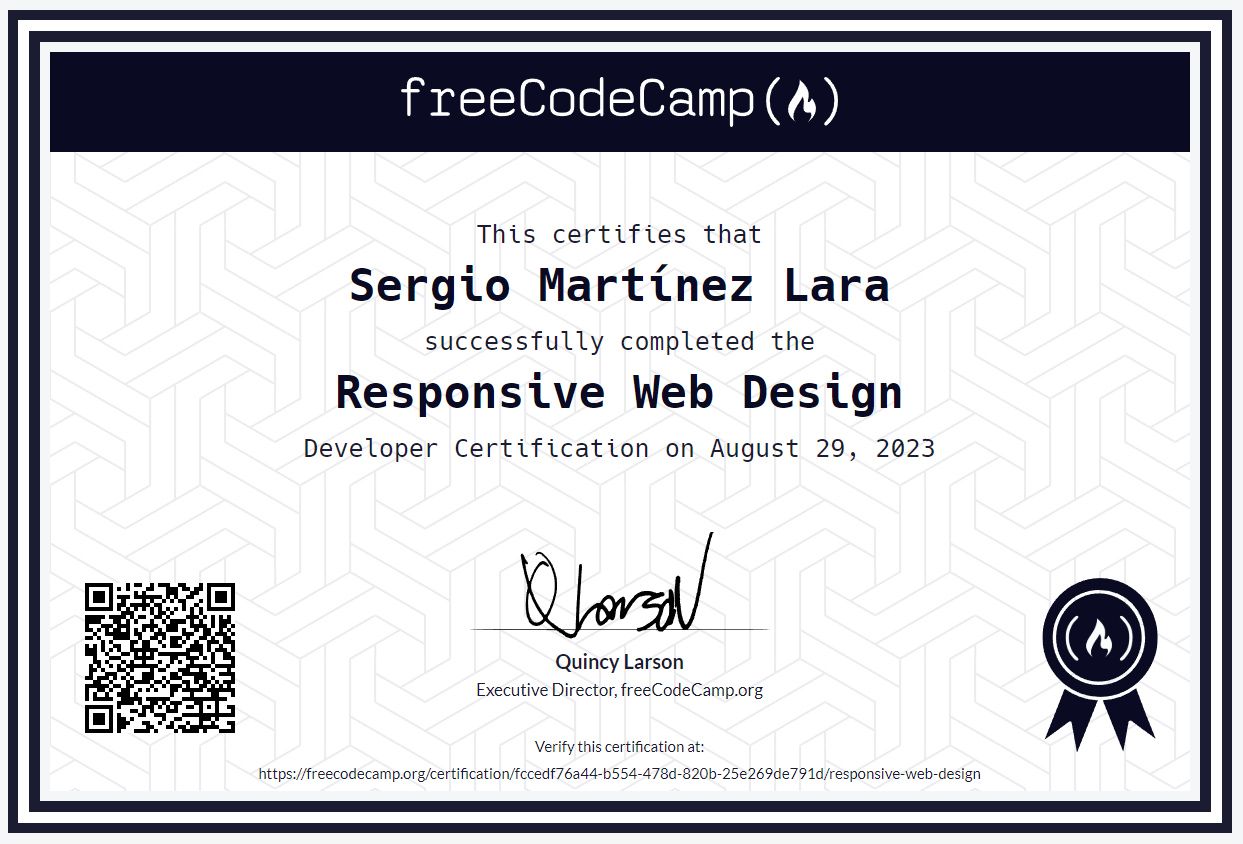 freeCodeCamp
This certifies that
Sergio Martínez Lara
successfully completed the
Responsive Web Design
Developer Certification on August 29, 2023
Q Larson
Quincy Larson
Executive Director, freeCodeCamp.org
Verify this certification at:
https://freecodecamp.org/certification/fccedf76a44-b554-478d-820b-25e269de791d/responsive-web-design